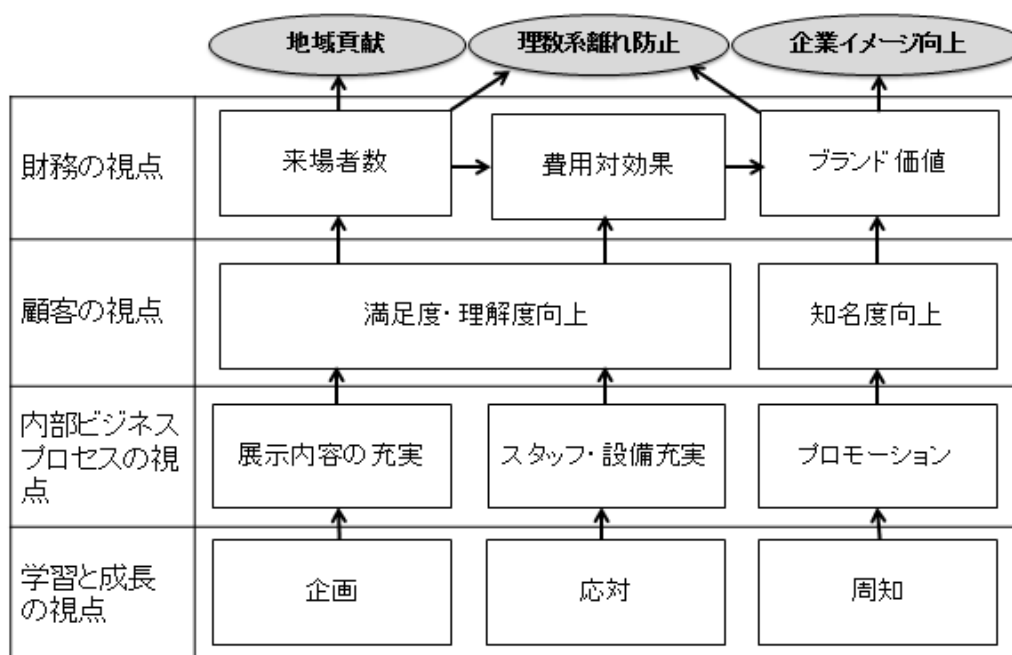 地域貢献
理数系離れ防止
企業イメージ向上
財務の視点
来場者数
費用対効果
ブランド価値
顧客の視点
満足度・理解度向上
知名度向上
内部ビジネス
プロセスの視
点
展示内容の充実
スタッフ・設備充実
プロモーション
学習と成長
の視点
企画
応対
周知